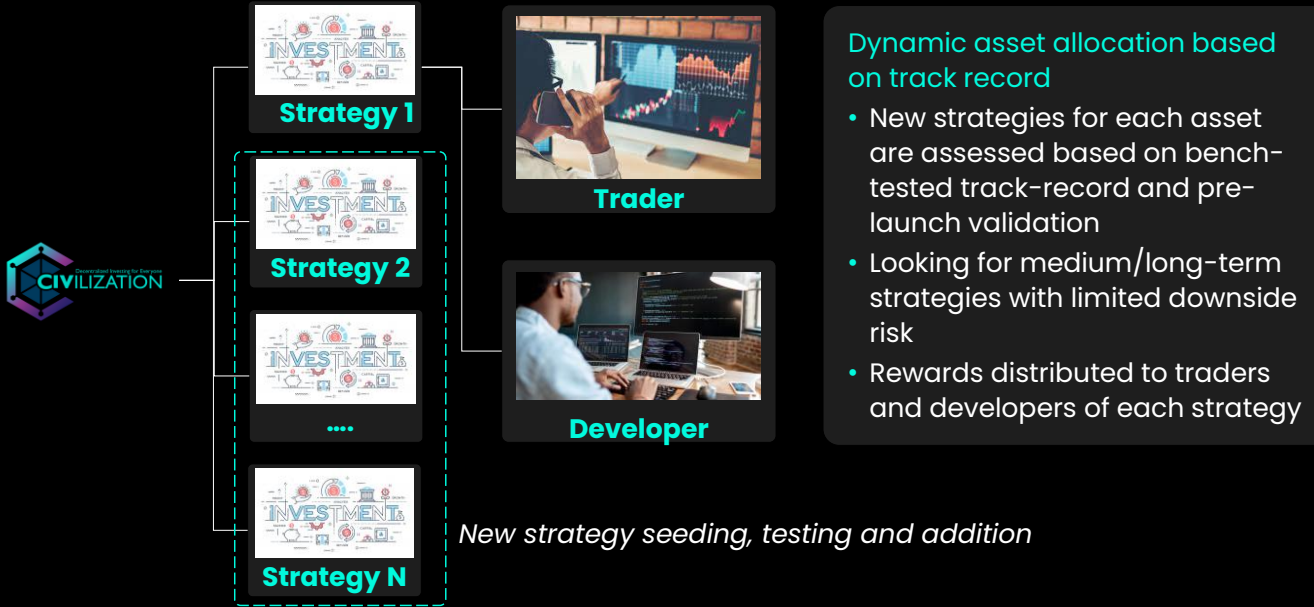 INVESTMENT
Strategy 1
INVESTMENT
Strategy 2
INVESTMENT
....
INVESTMENT
Strategy N
Decentralized Investing for Everyone
CIVILIZATION
Trader
Developer
New strategy seeding, testing and addition
Dynamic asset allocation based
on track record
• New strategies for each asset
are assessed based on bench-
tested track-record and pre-
launch validation
• Looking for medium/long-term
strategies with limited downside
risk
• Rewards distributed to traders
and developers of each strategy